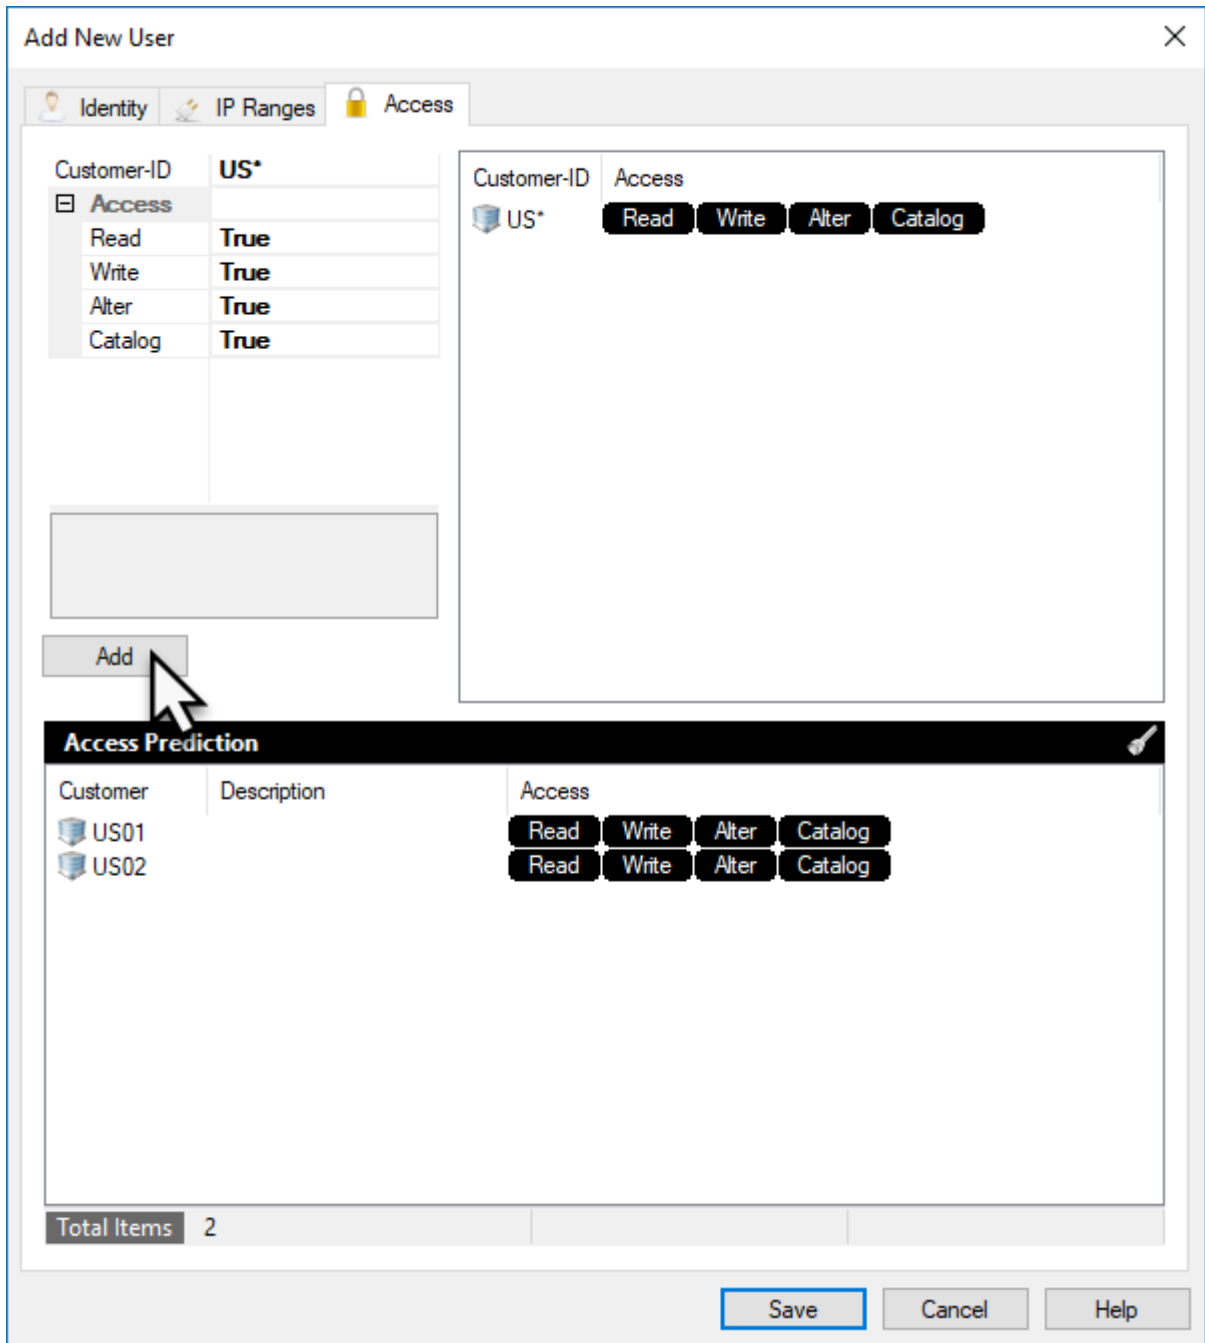 Add New User
Identity IP Ranges Access
Customer-ID US*
Access
Read True
Write True
Alter True
Catalog True
Add
Customer-ID Access
US* Read Write Alter Catalog
Access Prediction
Customer Description Access
US01 Read Write Alter Catalog
US02 Read Write Alter Catalog
Total Items 2
Save Cancel Help